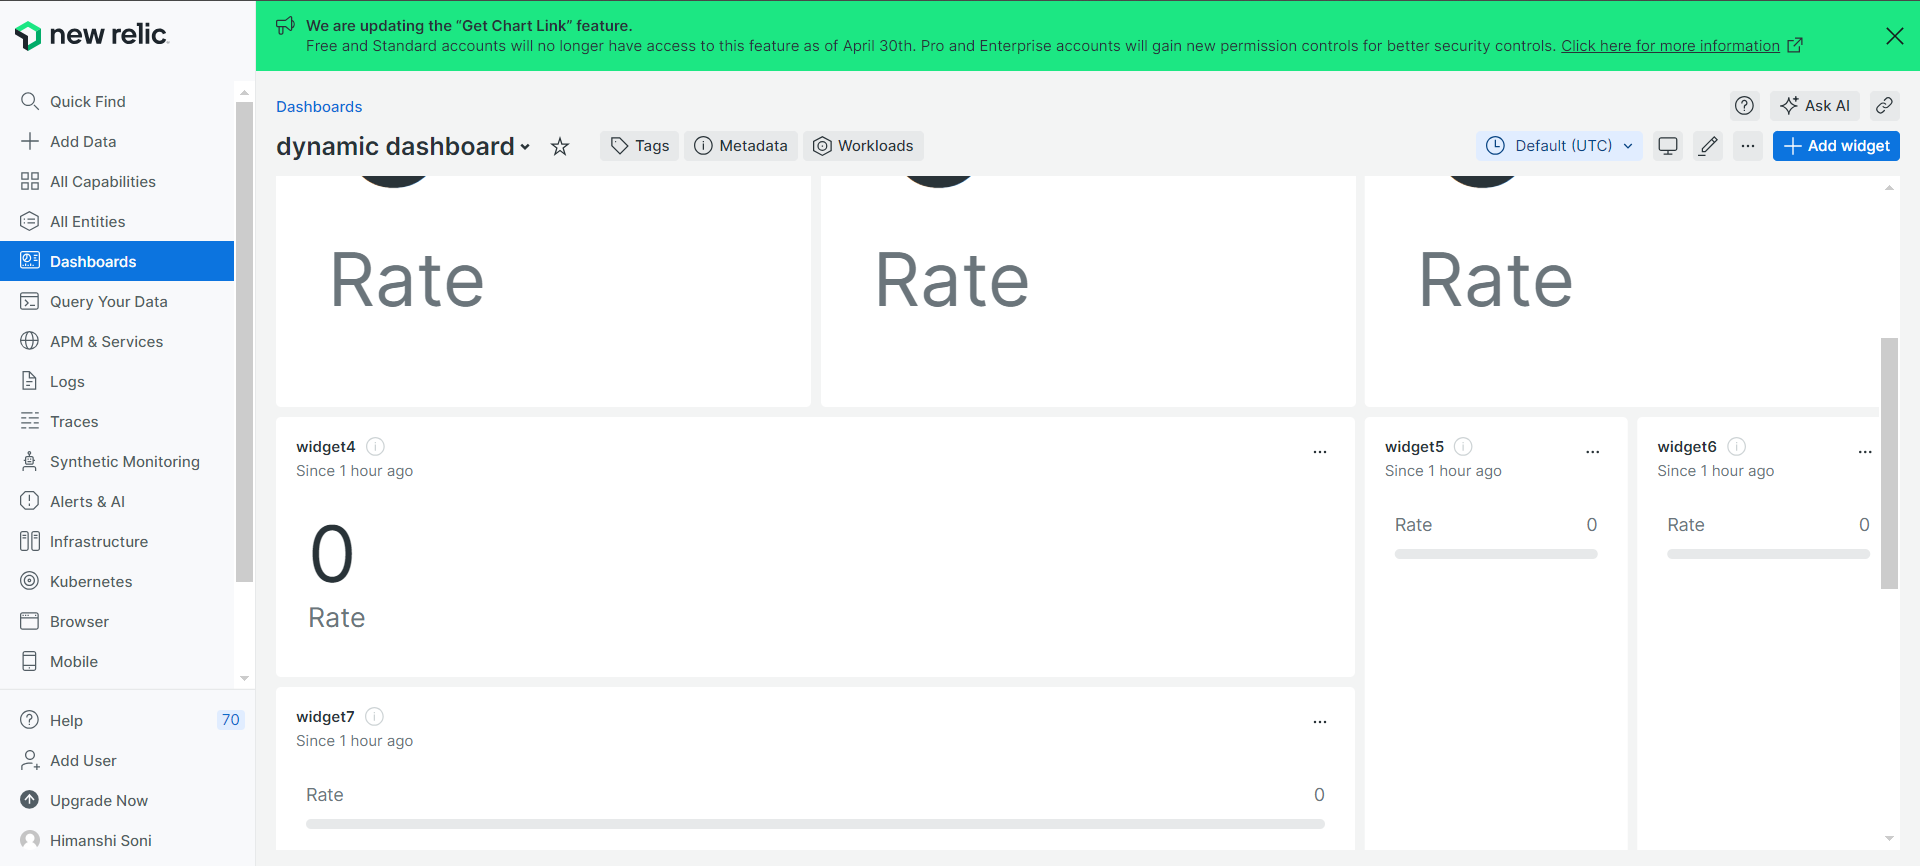 new relic
We are updating the “Get Chart Link” feature.
Free and Standard accounts will no longer have access to this feature as of April 30th. Pro and Enterprise accounts will gain new permission controls for better security controls. Click here for more information
Quick Find
Add Data
All Capabilities
All Entities
Dashboards
Query Your Data
APM & Services
Logs
Traces
Synthetic Monitoring
Alerts & AI
Infrastructure
Kubernetes
Browser
Mobile
Help 70
Add User
Upgrade Now
Himanshi Soni
Dashboards
Ask AI
dynamic dashboard
Tags
Metadata
Workloads
Default (UTC)
Add widget
Rate
Rate
Rate
widget4
Since 1 hour ago
0
Rate
widget5
Since 1 hour ago
Rate 0
widget6
Since 1 hour ago
Rate 0
widget7
Since 1 hour ago
Rate 0